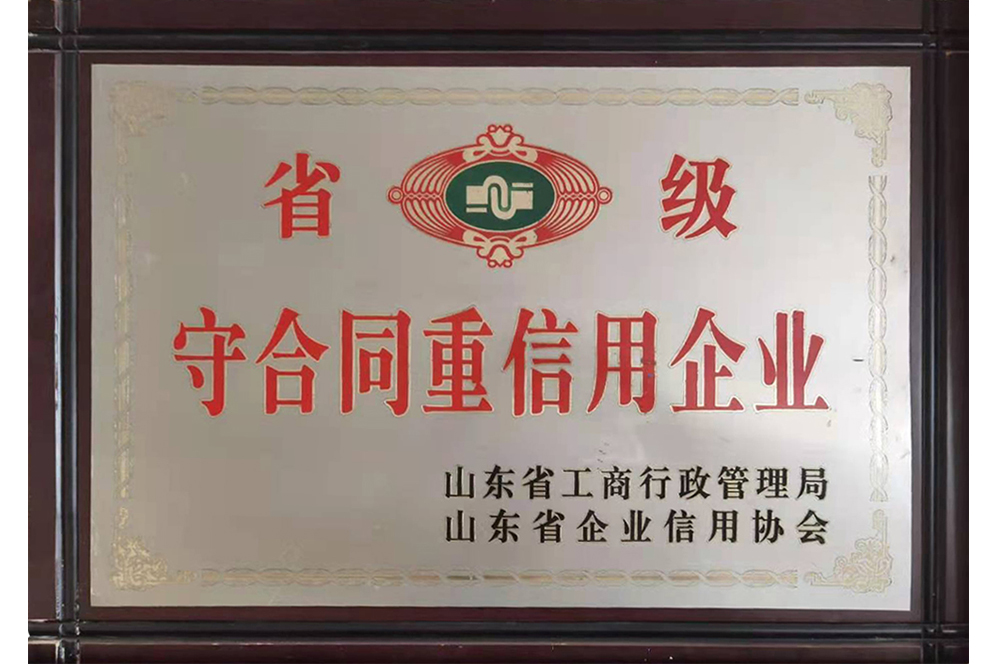 省 级
守合同重信用企业
山东省工商行政管理局
山东省企业信用协会